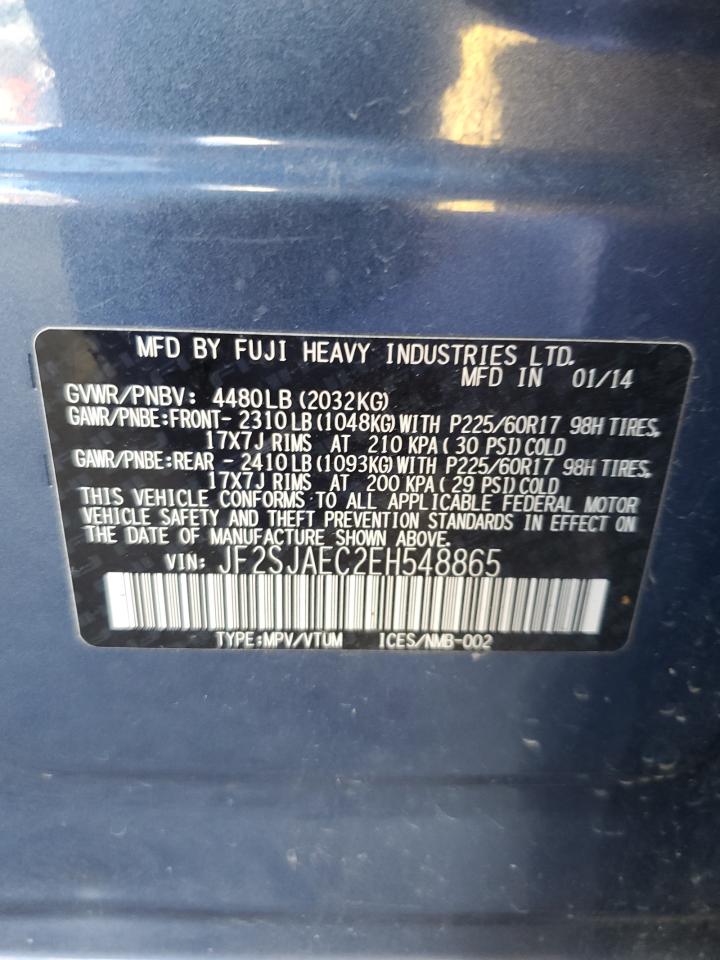 MFD BY FUJI HEAVY INDUSTRIES LTD.
MFD IN 01/14
GVWR/PNBV: 4480LB (2032KG)
GAWR/PNBE:FRONT- 2310LB (1048KG) WITH P225/60R17 98H TIRES,
17X7J RIMS AT 210 KPA (30 PSI) COLD
GAWR/PNBE:REAR - 2410LB (1093KG) WITH P225/60R17 98H TIRES,
17X7J RIMS AT 200 KPA (29 PSI) COLD
THIS VEHICLE CONFORMS TO ALL APPLICABLE FEDERAL MOTOR
VEHICLE SAFETY AND THEFT PREVENTION STANDARDS IN EFFECT ON
THE DATE OF MANUFACTURE SHOWN ABOVE.
VIN: JF2SJAEC2EH548865
TYPE:MPV/VTUM ICES/NMB-002